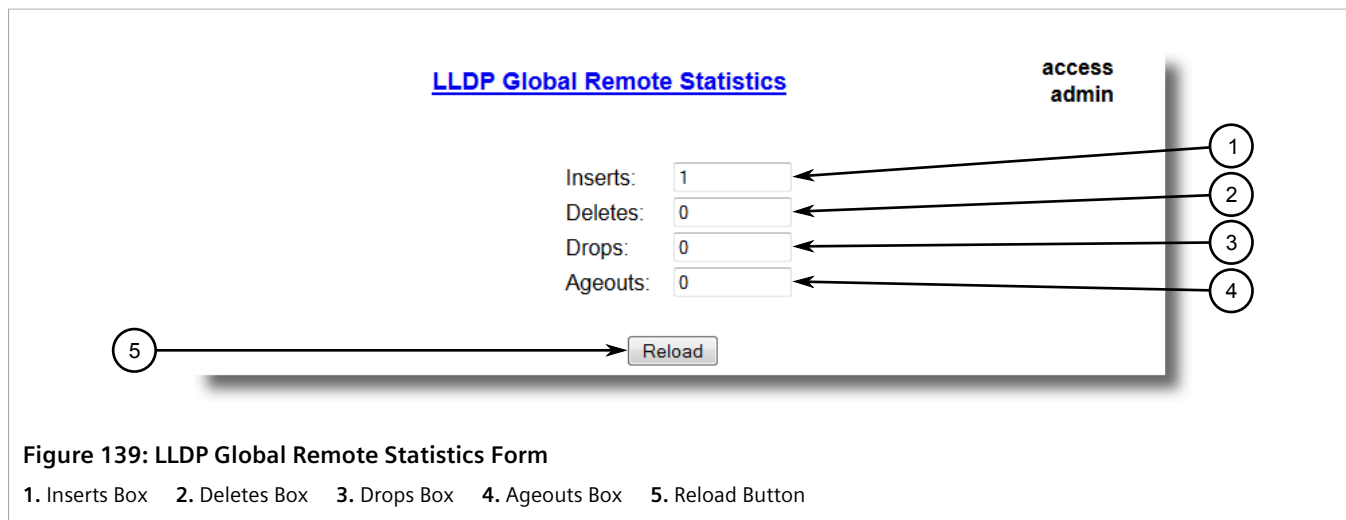 LLDP Global Remote Statistics
access
admin
Inserts: 1
Deletes: 0
Drops: 0
Ageouts: 0
Reload
1
2
3
4
5
Figure 139: LLDP Global Remote Statistics Form
1. Inserts Box 2. Deletes Box 3. Drops Box 4. Ageouts Box 5. Reload Button